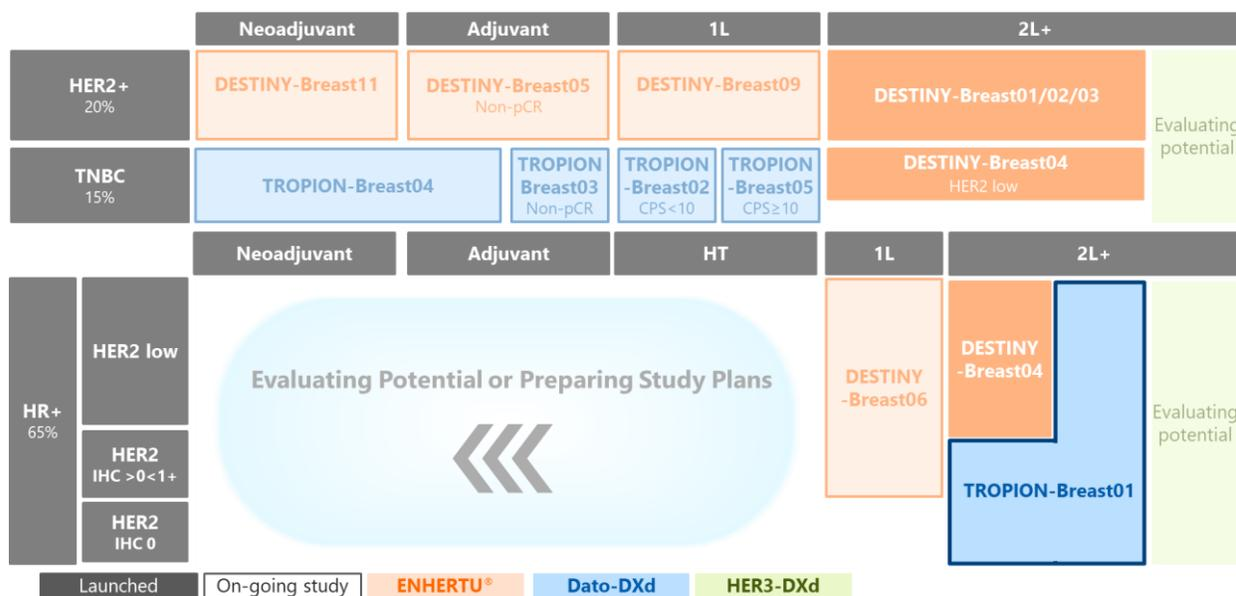 Neoadjuvant Adjuvant 1L 2L+
HER2+
20%
DESTINY-Breast11
DESTINY-Breast05
Non-pCR
DESTINY-Breast09
DESTINY-Breast01/02/03
Evaluating
potential
TNBC
15%
TROPION-Breast04
TROPION
Breast03
Non-pCR
TROPION
-Breast02
CPS<10
TROPION
-Breast05
CPS≥10
DESTINY-Breast04
HER2 low
Neoadjuvant Adjuvant HT 1L 2L+
HR+
65%
HER2 low
HER2
IHC >0<1+
HER2
IHC 0
Evaluating Potential or Preparing Study Plans
DESTINY
-Breast06
DESTINY
-Breast04
TROPION-Breast01
Evaluating
potential
Launched On-going study ENHERTU® Dato-DXd HER3-DXd